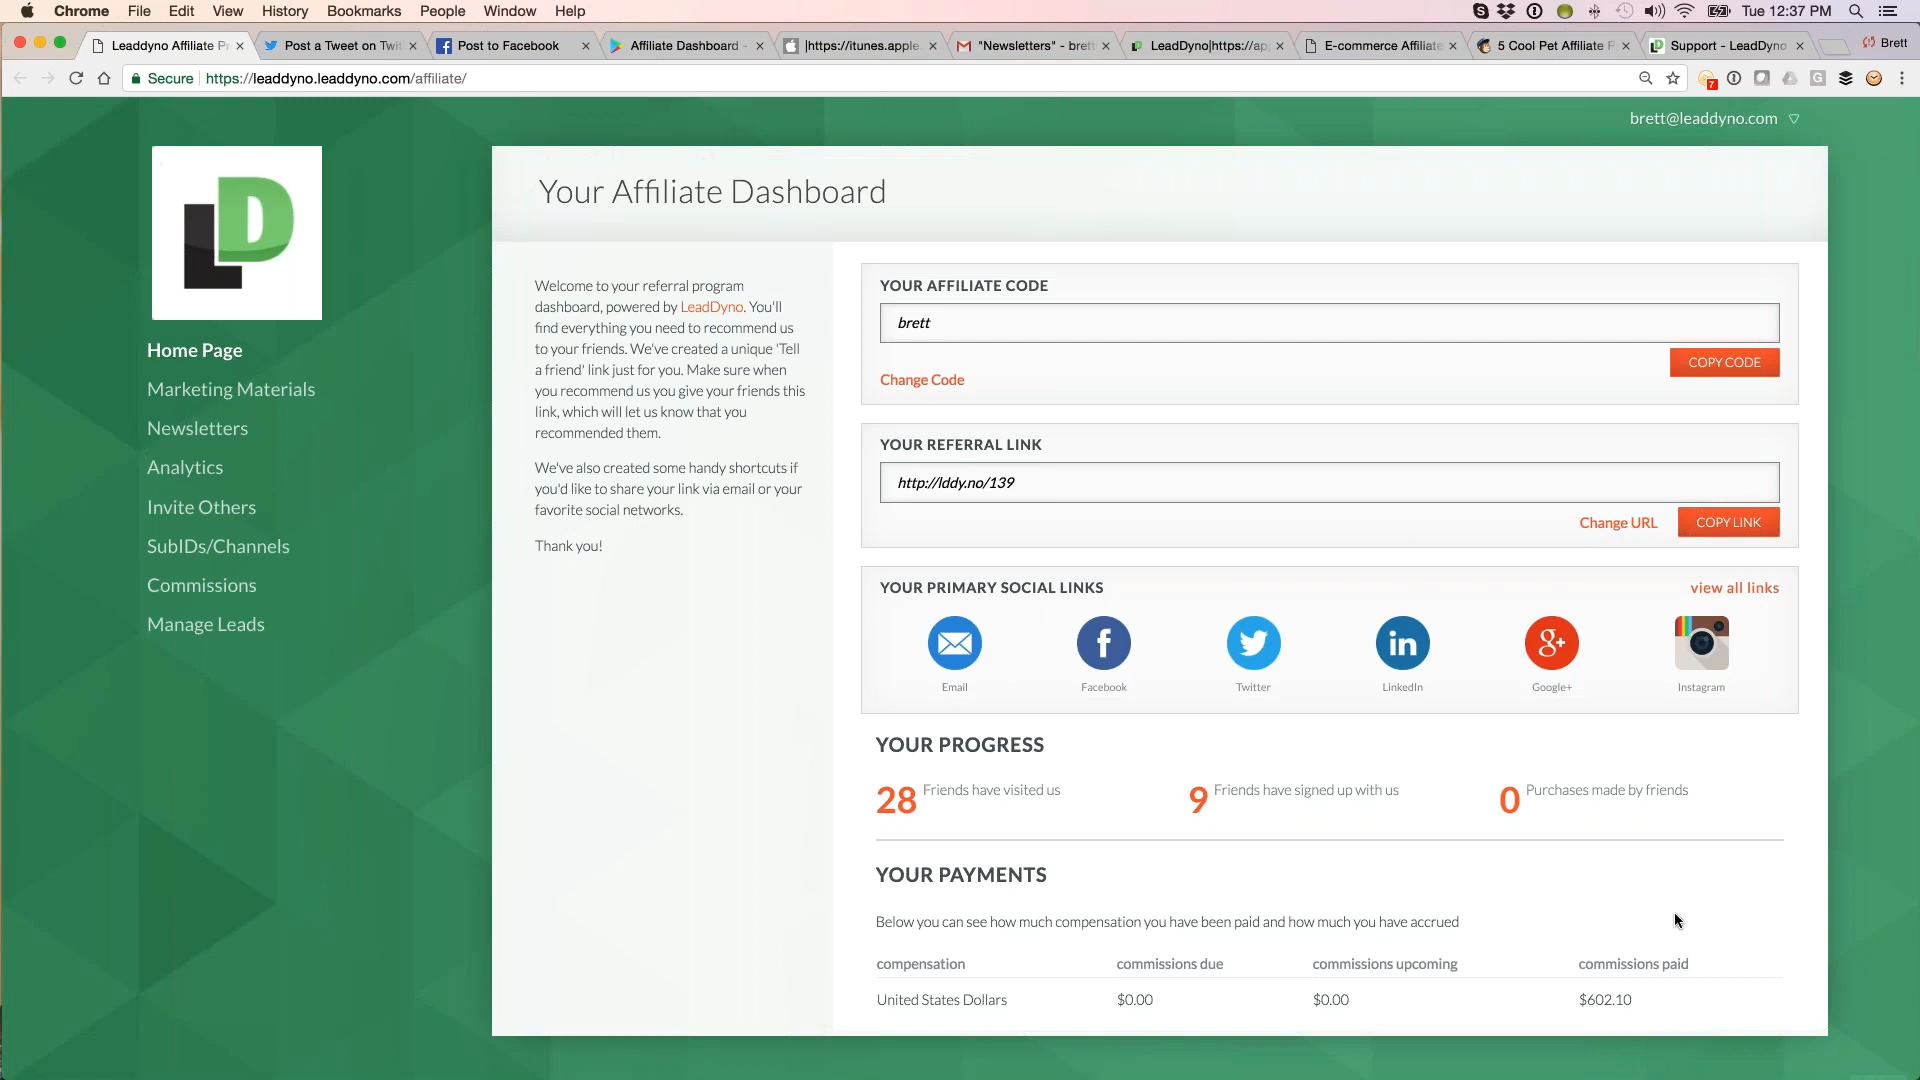 Chrome File Edit View History Bookmarks People Window Help
Tue 12:37 PM
Leaddyno Affiliate Pr
Post a Tweet on Twit
Post to Facebook
Affiliate Dashboard -
|https://itunes.apple.
"Newsletters" - brett
LeadDyno|https://ap
E-commerce Affiliate
5 Cool Pet Affiliate P
Support - LeadDyno
Brett
Secure https://leaddyno.leaddyno.com/affiliate/
7
brett@leaddyno.com
LD
Home Page
Marketing Materials
Newsletters
Analytics
Invite Others
SubIDs/Channels
Commissions
Manage Leads
Your Affiliate Dashboard
Welcome to your referral program
dashboard, powered by LeadDyno. You'll
find everything you need to recommend us
to your friends. We've created a unique 'Tell
a friend' link just for you. Make sure when
you recommend us you give your friends this
link, which will let us know that you
recommended them.
We've also created some handy shortcuts if
you'd like to share your link via email or your
favorite social networks.
Thank you!
YOUR AFFILIATE CODE
brett
COPY CODE
Change Code
YOUR REFERRAL LINK
http://lddy.no/139
Change URL
COPY LINK
YOUR PRIMARY SOCIAL LINKS
view all links
Email
Facebook
Twitter
LinkedIn
Google+
Instagram
YOUR PROGRESS
28 Friends have visited us
9 Friends have signed up with us
0 Purchases made by friends
YOUR PAYMENTS
Below you can see how much compensation you have been paid and how much you have accrued
compensation commissions due commissions upcoming commissions paid
United States Dollars $0.00 $0.00 $602.10